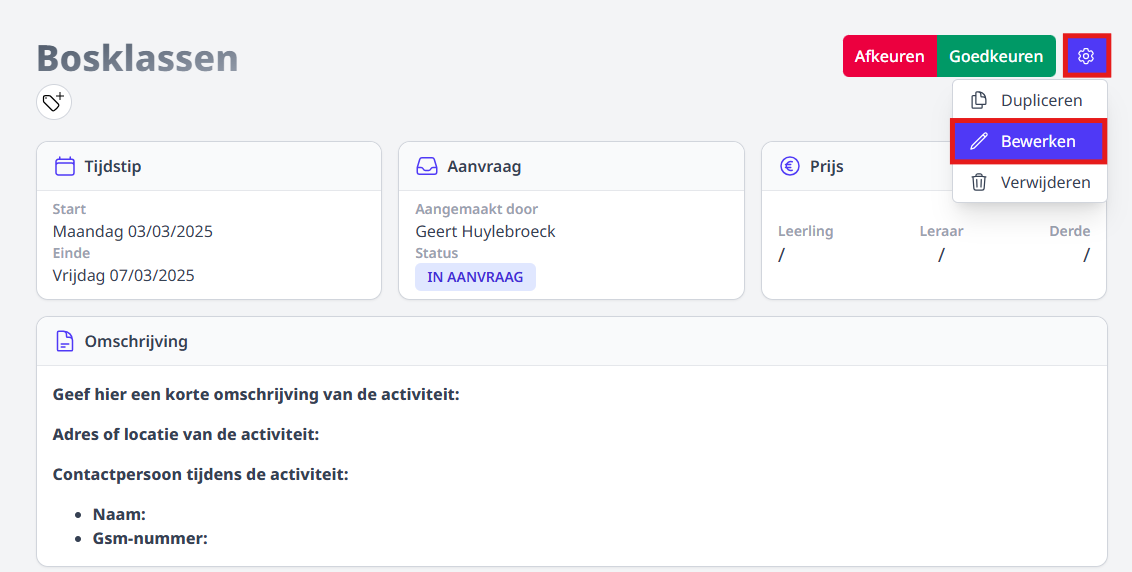 Bosklassen
Afkeuren
Goedkeuren
Dupliceren
Bewerken
Verwijderen
Tijdstip
Start
Maandag 03/03/2025
Einde
Vrijdag 07/03/2025
Aanvraag
Aangemaakt door
Geert Huylebroeck
Status
IN AANVRAAG
Prijs
Leerling Leraar Derde
/ / /
Omschrijving
Geef hier een korte omschrijving van de activiteit:
Adres of locatie van de activiteit:
Contactpersoon tijdens de activiteit:
• Naam:
• Gsm-nummer: